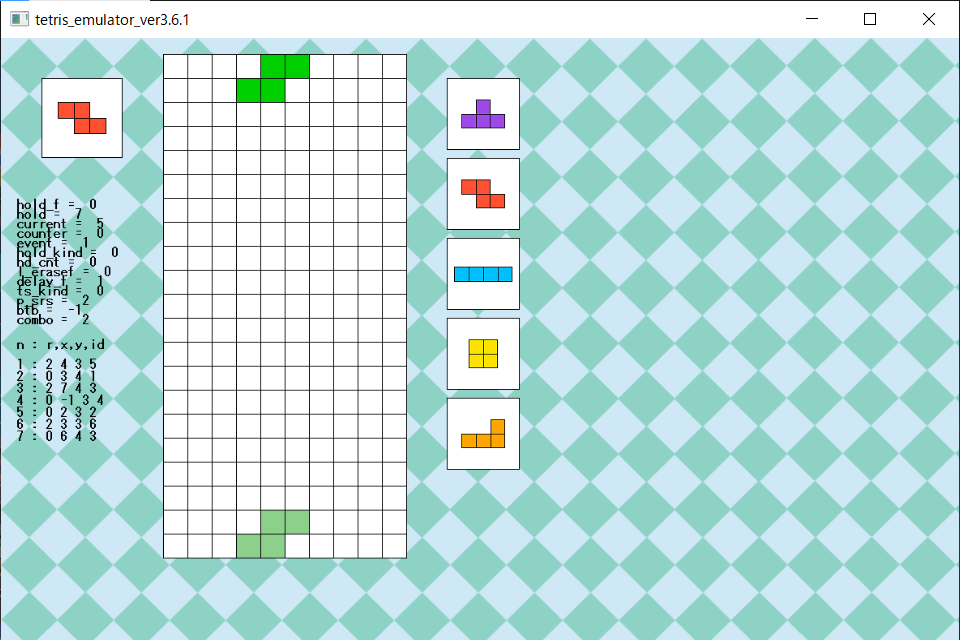 tetris_emulator_ver3.6.1
hold_f = 0
hold = 7
current = 5
counter = 0
event = 1
hold_kind = 0
hd_cnt = 0
l_erasef = 0
delay_f = 1
ts_kind = 0
p_srs = 2
btb = -1
combo = 2
n : r,x,y,id
1 : 2 4 3 5
2 : 0 3 4 1
3 : 2 7 4 3
4 : 0 -1 3 4
5 : 0 2 3 2
6 : 2 3 3 6
7 : 0 6 4 3